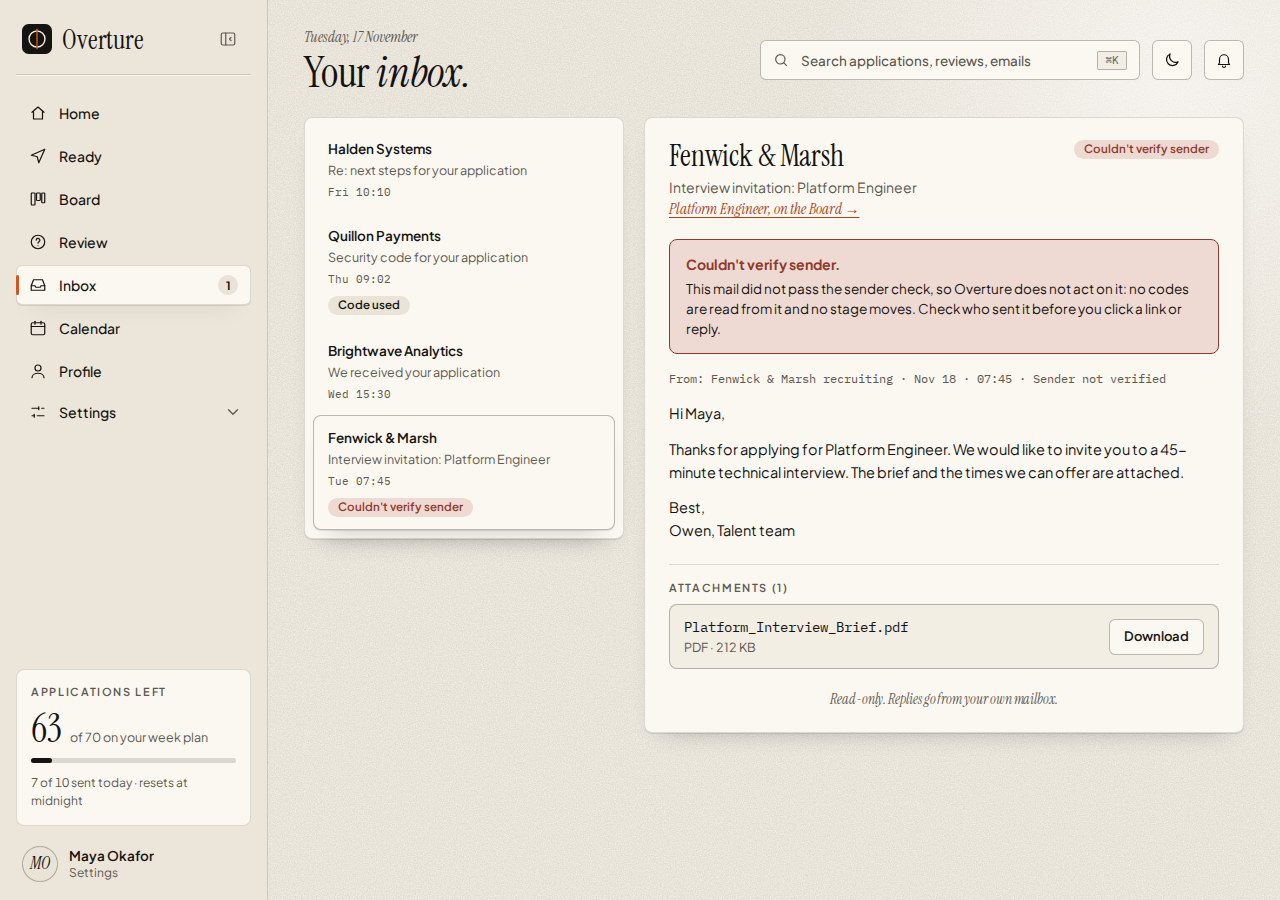 Overture
Home
Ready
Board
Review
Inbox
1
Calendar
Profile
Settings
APPLICATIONS LEFT
63 of 70 on your week plan
7 of 10 sent today · resets at
midnight
MO
Maya Okafor
Settings
Tuesday, 17 November
Your inbox.
Search applications, reviews, emails
⌘K
Halden Systems
Re: next steps for your application
Fri 10:10
Quillon Payments
Security code for your application
Thu 09:02
Code used
Brightwave Analytics
We received your application
Wed 15:30
Fenwick & Marsh
Interview invitation: Platform Engineer
Tue 07:45
Couldn't verify sender
Fenwick & Marsh
Couldn't verify sender
Interview invitation: Platform Engineer
Platform Engineer, on the Board →
Couldn't verify sender.
This mail did not pass the sender check, so Overture does not act on it: no codes
are read from it and no stage moves. Check who sent it before you click a link or
reply.
From: Fenwick & Marsh recruiting · Nov 18 · 07:45 · Sender not verified
Hi Maya,
Thanks for applying for Platform Engineer. We would like to invite you to a 45-
minute technical interview. The brief and the times we can offer are attached.
Best,
Owen, Talent team
ATTACHMENTS (1)
Platform_Interview_Brief.pdf
PDF · 212 KB
Download
Read-only. Replies go from your own mailbox.